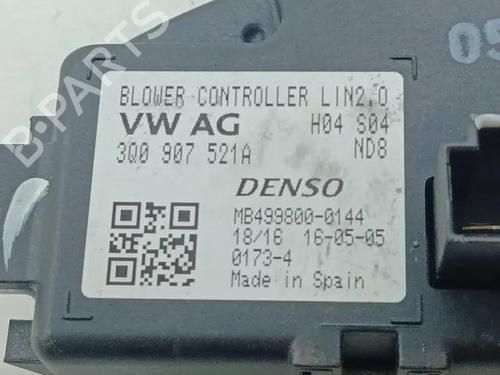 BLOWER CONTROLLER LIN2.0
VW AG H04 S04
3Q0 907 521A ND8
DENSO
MB499800-0144
18/16 16-05-05
0173-4
Made in Spain